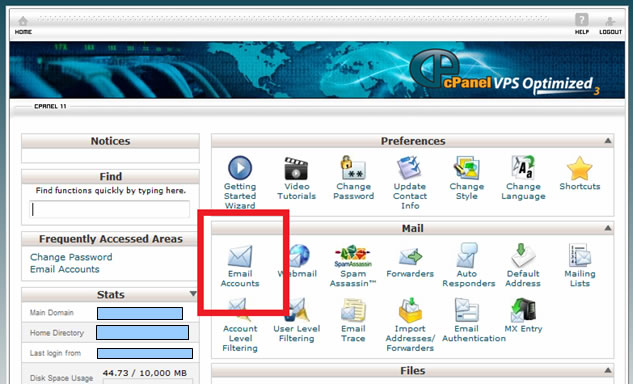 HOME
HELP
LOGOUT
cPanel VPS Optimized 3
CPANEL 11
Notices
Find
Find functions quickly by typing here.
Frequently Accessed Areas
Change Password
Email Accounts
Stats
Main Domain
Home Directory
Last login from
Disk Space Usage
44.73 / 10,000 MB
Preferences
Getting Started Wizard
Video Tutorials
Change Password
Update Contact Info
Change Style
Change Language
Shortcuts
Mail
Email Accounts
Webmail
Spam Assassin™
Forwarders
Auto Responders
Default Address
Mailing Lists
Account Level Filtering
User Level Filtering
Email Trace
Import Addresses/ Forwarders
Email Authentication
MX Entry
Files